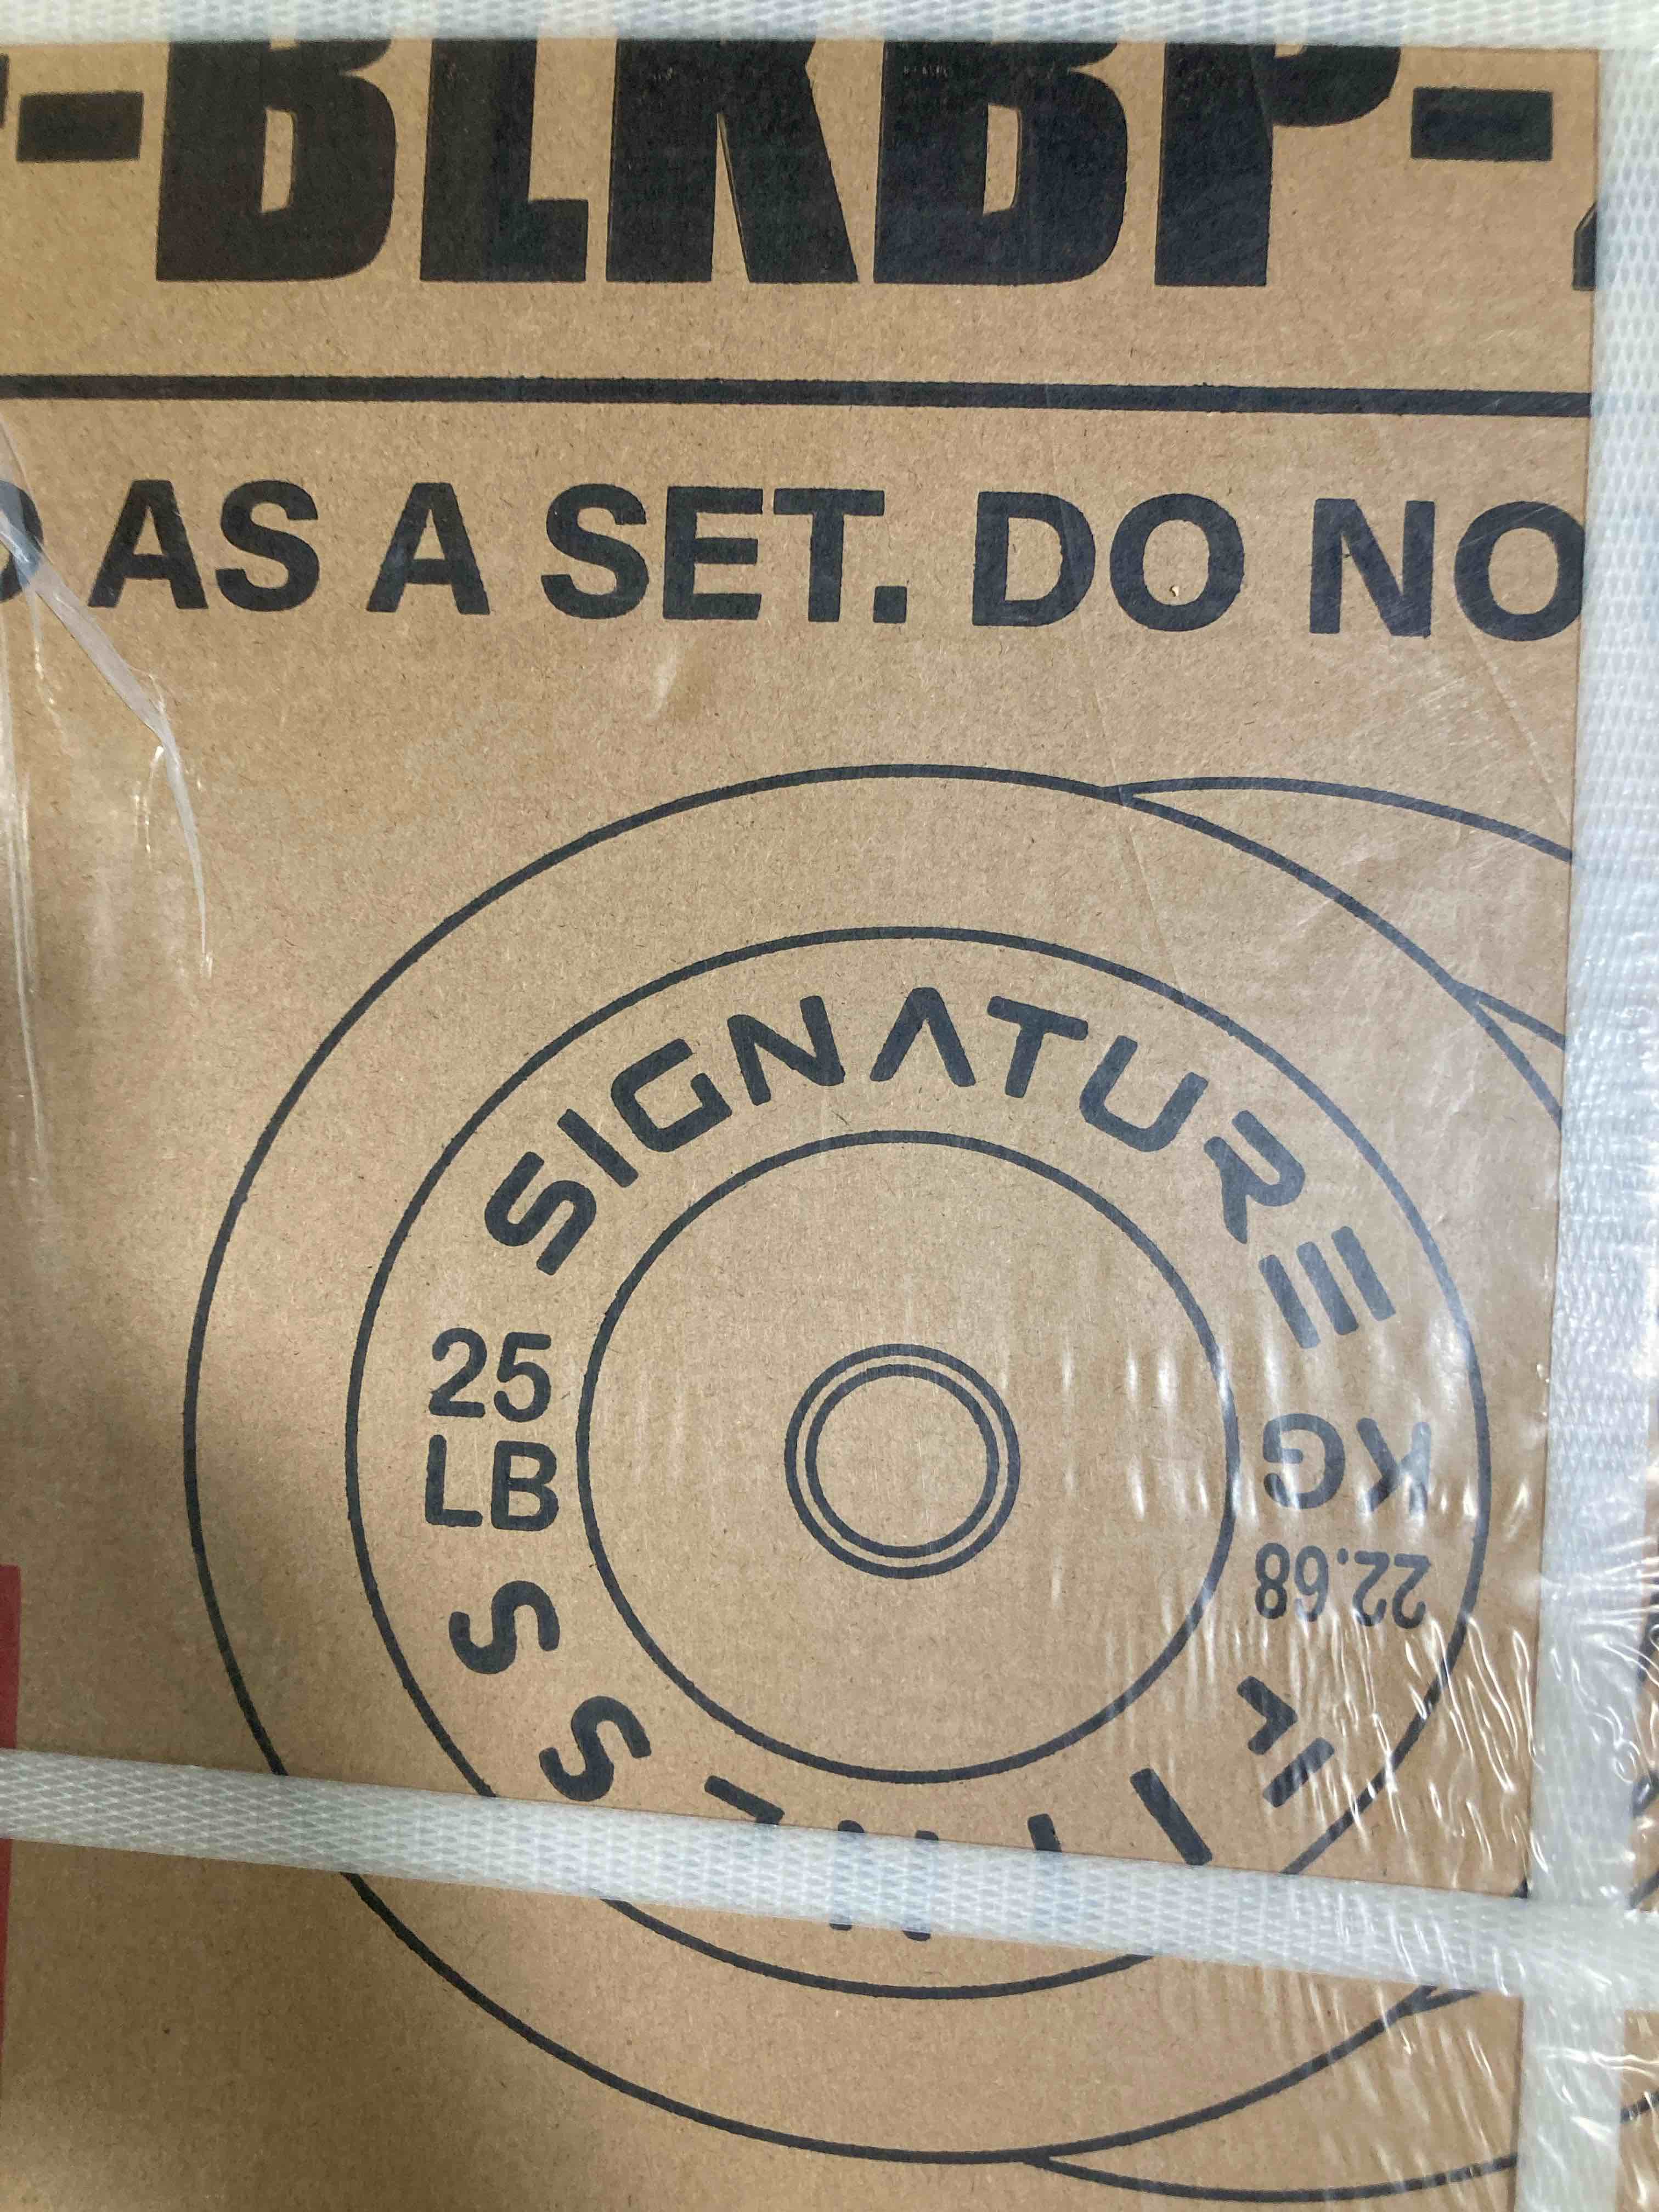 -BLKBP-
AS A SET. DO NO
SIGNATURE
25
LB
KG
22.68